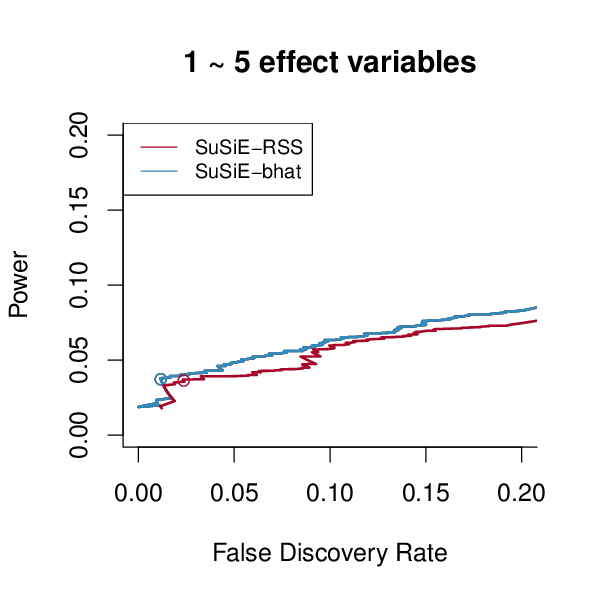 1 ~ 5 effect variables
SuSiE−RSS
SuSiE−bhat
Power
0.20
0.15
0.10
0.05
0.00
0.00 0.05 0.10 0.15 0.20
False Discovery Rate